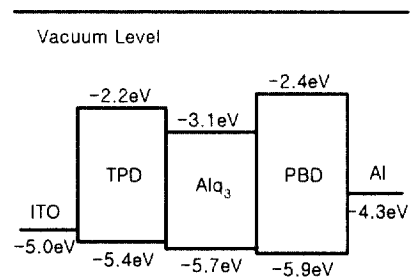 Vacuum Level
-2.2eV
-2.4eV
-3.1eV
TPD
Alq3
PBD
Al
ITO
-4.3eV
-5.0eV
-5.4eV
-5.7eV
-5.9eV